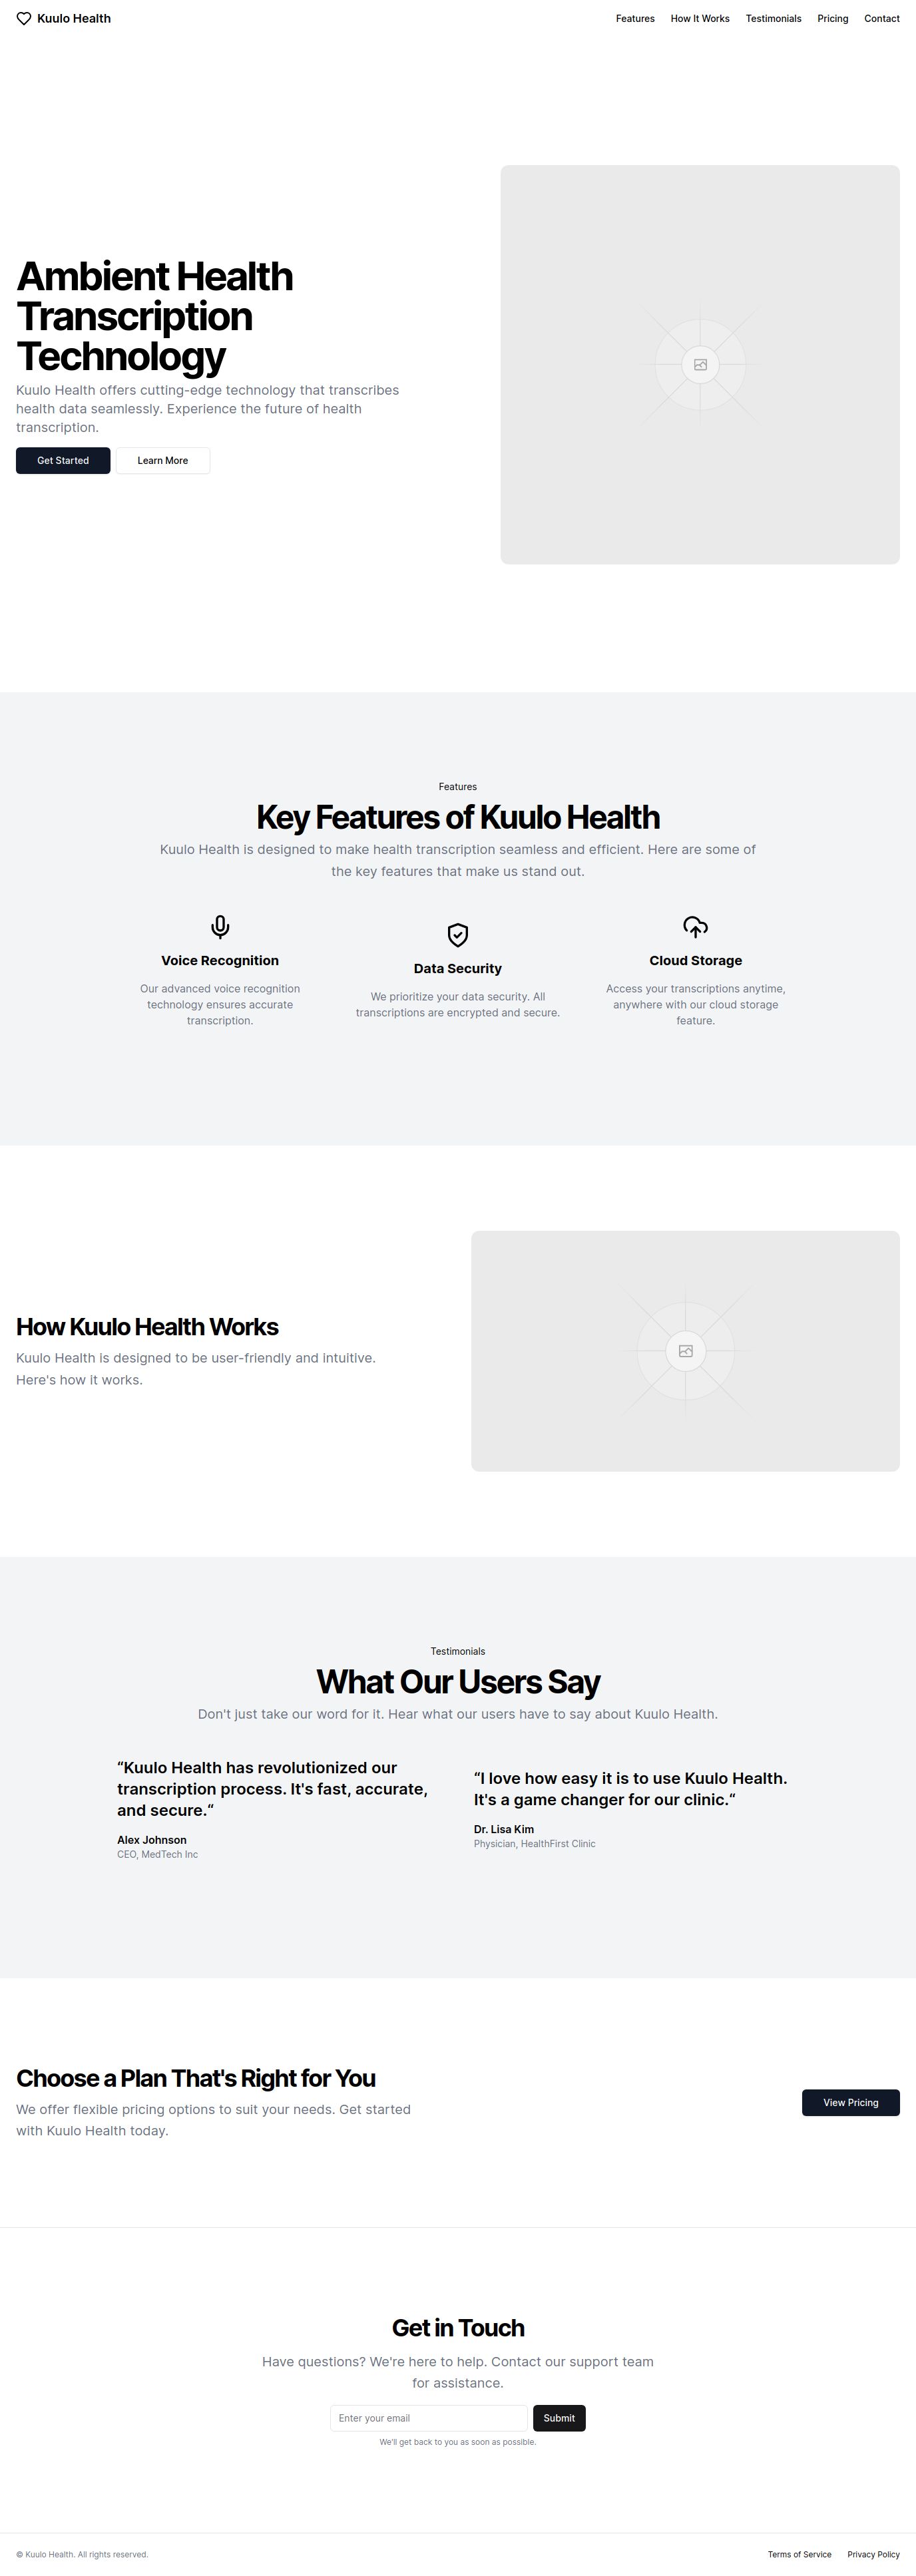 Kuulo Health
Features
How It Works
Testimonials
Pricing
Contact
Ambient Health
Transcription
Technology
Kuulo Health offers cutting-edge technology that transcribes
health data seamlessly. Experience the future of health
transcription.
Get Started
Learn More
Features
Key Features of Kuulo Health
Kuulo Health is designed to make health transcription seamless and efficient. Here are some of
the key features that make us stand out.
Voice Recognition
Our advanced voice recognition
technology ensures accurate
transcription.
Data Security
We prioritize your data security. All
transcriptions are encrypted and secure.
Cloud Storage
Access your transcriptions anytime,
anywhere with our cloud storage
feature.
How Kuulo Health Works
Kuulo Health is designed to be user-friendly and intuitive.
Here's how it works.
Testimonials
What Our Users Say
Don't just take our word for it. Hear what our users have to say about Kuulo Health.
“Kuulo Health has revolutionized our
transcription process. It's fast, accurate,
and secure.“
Alex Johnson
CEO, MedTech Inc
“I love how easy it is to use Kuulo Health.
It's a game changer for our clinic.“
Dr. Lisa Kim
Physician, HealthFirst Clinic
Choose a Plan That's Right for You
We offer flexible pricing options to suit your needs. Get started
with Kuulo Health today.
View Pricing
Get in Touch
Have questions? We're here to help. Contact our support team
for assistance.
Enter your email
Submit
We'll get back to you as soon as possible.
© Kuulo Health. All rights reserved.
Terms of Service
Privacy Policy